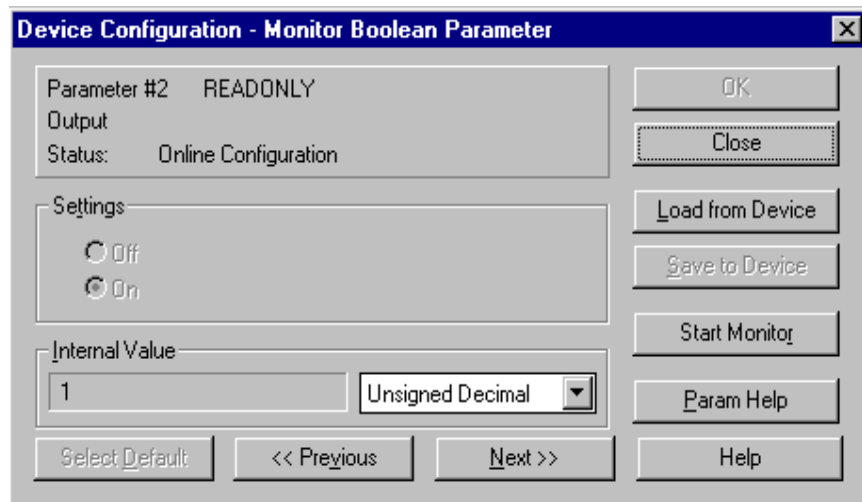 Device Configuration - Monitor Boolean Parameter
Parameter #2 READONLY
Output
Status: Online Configuration
OK
Close
Settings
Off
On
Load from Device
Save to Device
Start Monitor
Internal Value
1
Unsigned Decimal
Param Help
Select Default
<< Previous
Next >>
Help